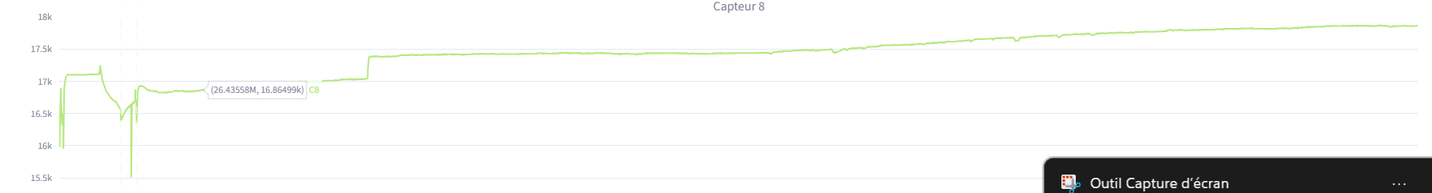 Capteur 8
18k
17.5k
17k
(26.43558M, 16.86499k) C8
16.5k
16k
15.5k
Outil Capture d'écran ...